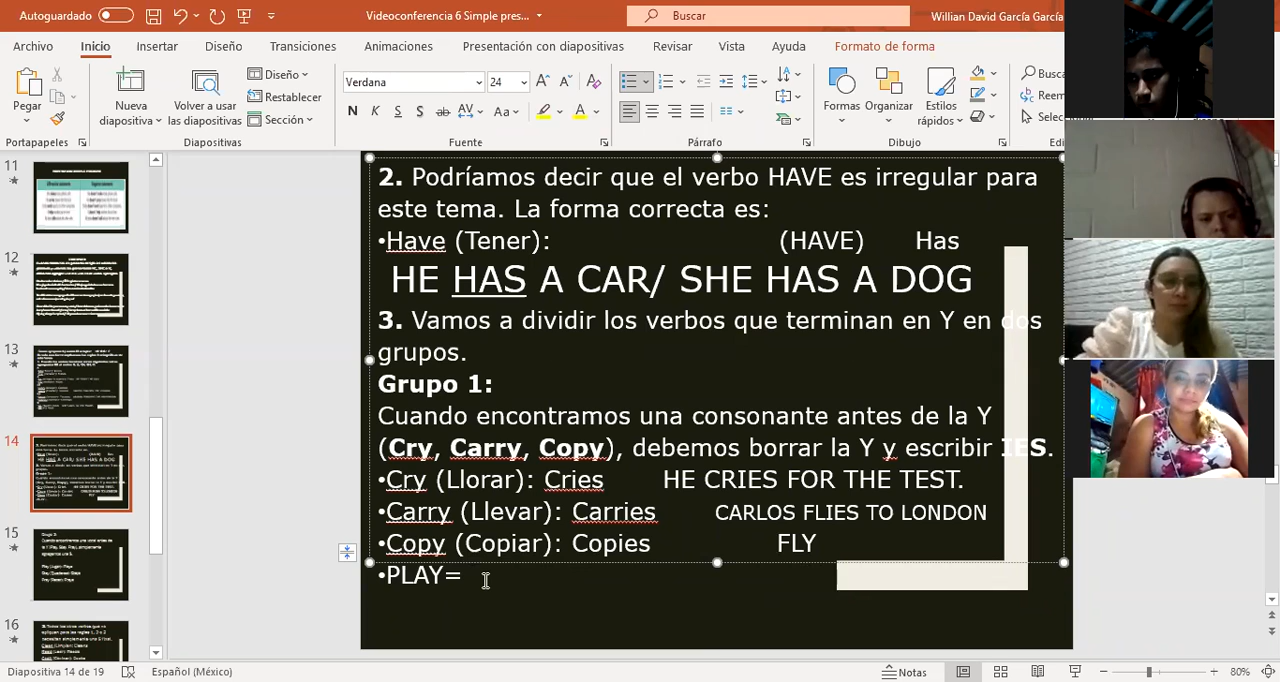 Autoguardado
Videoconferencia 6 Simple pres...
Buscar
Willian David García García
Archivo
Inicio
Insertar
Diseño
Transiciones
Animaciones
Presentación con diapositivas
Revisar
Vista
Ayuda
Formato de forma
Pegar
Nueva diapositiva
Volver a usar las diapositivas
Diseño
Restablecer
Sección
Verdana
24
Formas
Organizar
Estilos rápidos
Portapapeles
Diapositivas
Fuente
Párrafo
Dibujo
11
12
13
14
15
16
2. Podríamos decir que el verbo HAVE es irregular para
este tema. La forma correcta es:
•Have (Tener): (HAVE) Has
HE HAS A CAR/ SHE HAS A DOG
3. Vamos a dividir los verbos que terminan en Y en dos
grupos.
Grupo 1:
Cuando encontramos una consonante antes de la Y
(Cry, Carry, Copy), debemos borrar la Y y escribir IES.
•Cry (Llorar): Cries HE CRIES FOR THE TEST.
•Carry (Llevar): Carries CARLOS FLIES TO LONDON
•Copy (Copiar): Copies FLY
•PLAY=
Diapositiva 14 de 19
Español (México)
Notas
80%